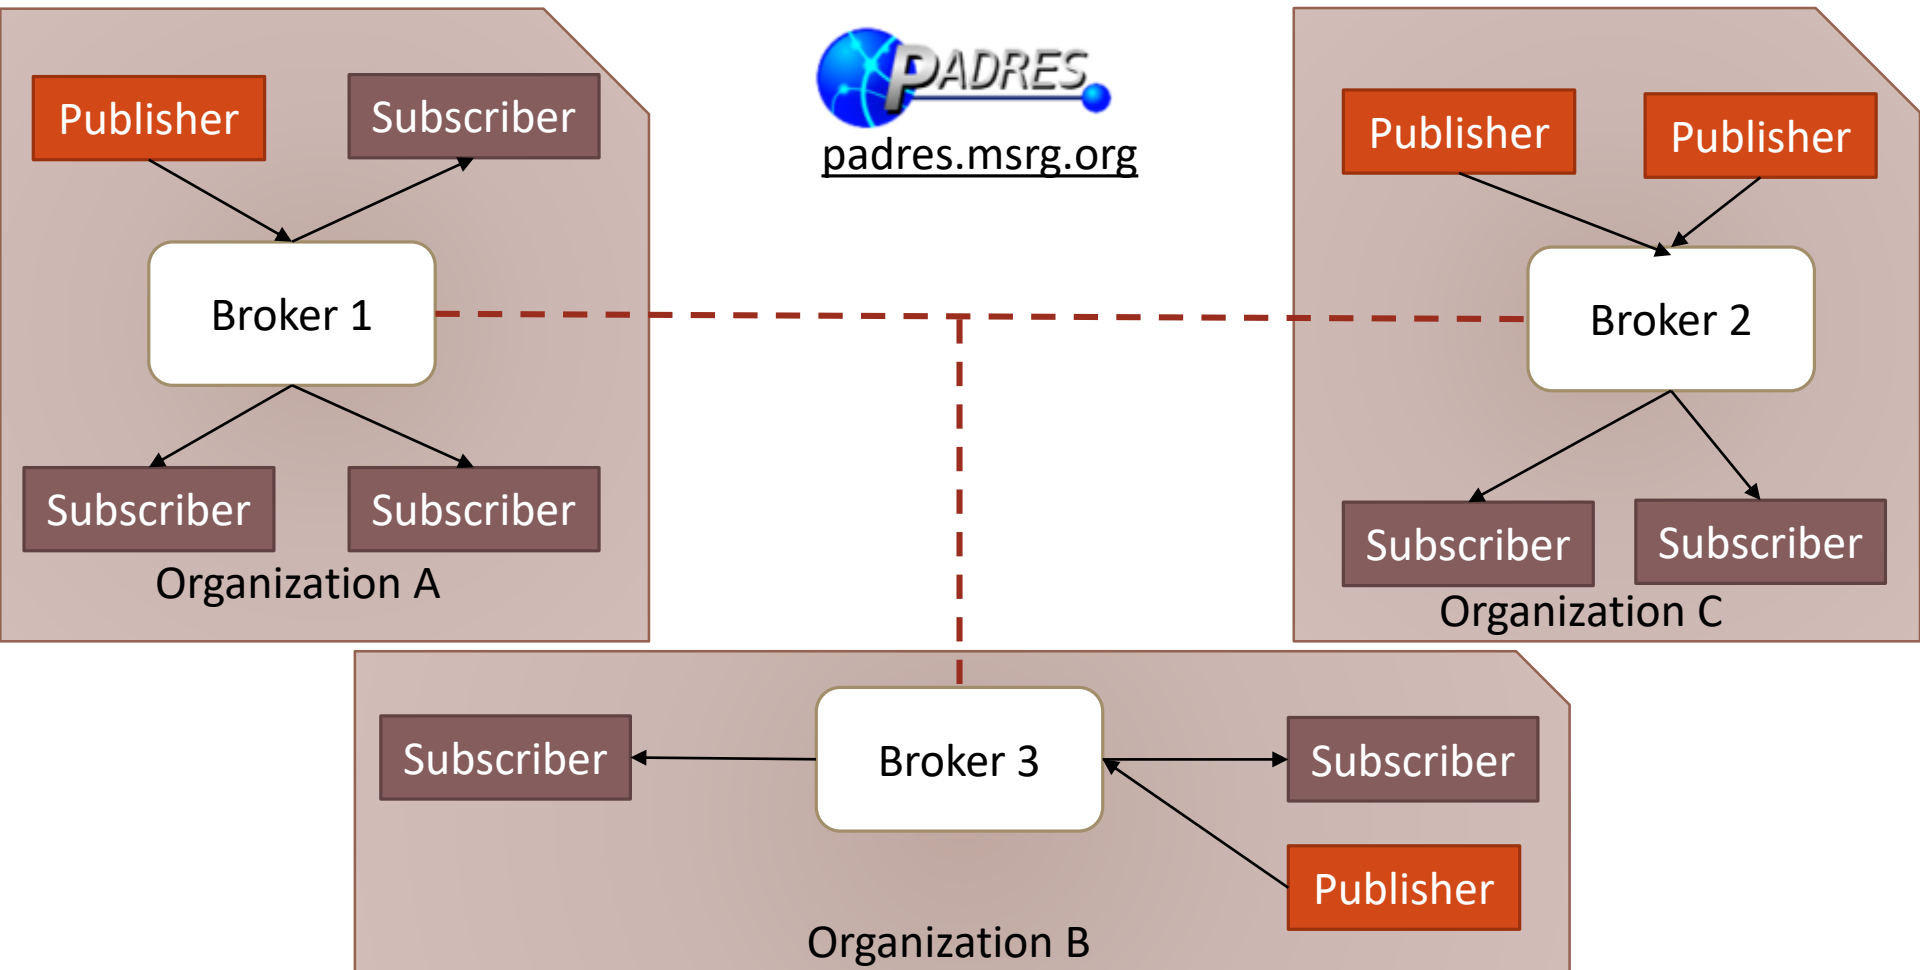 PADRES
padres.msrg.org
Publisher
Subscriber
Broker 1
Subscriber
Subscriber
Organization A
Publisher
Publisher
Broker 2
Subscriber
Subscriber
Organization C
Subscriber
Broker 3
Subscriber
Publisher
Organization B